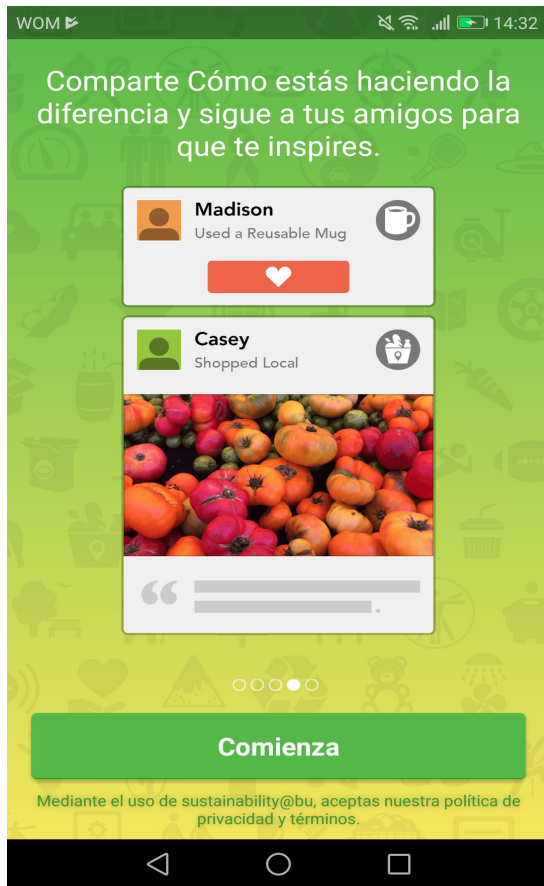 WOM 14:32
Comparte Cómo estás haciendo la
diferencia y sigue a tus amigos para
que te inspires.
Madison
Used a Reusable Mug
Casey
Shopped Local
Comienza
Mediante el uso de sustainability@bu, aceptas nuestra política de
privacidad y términos.